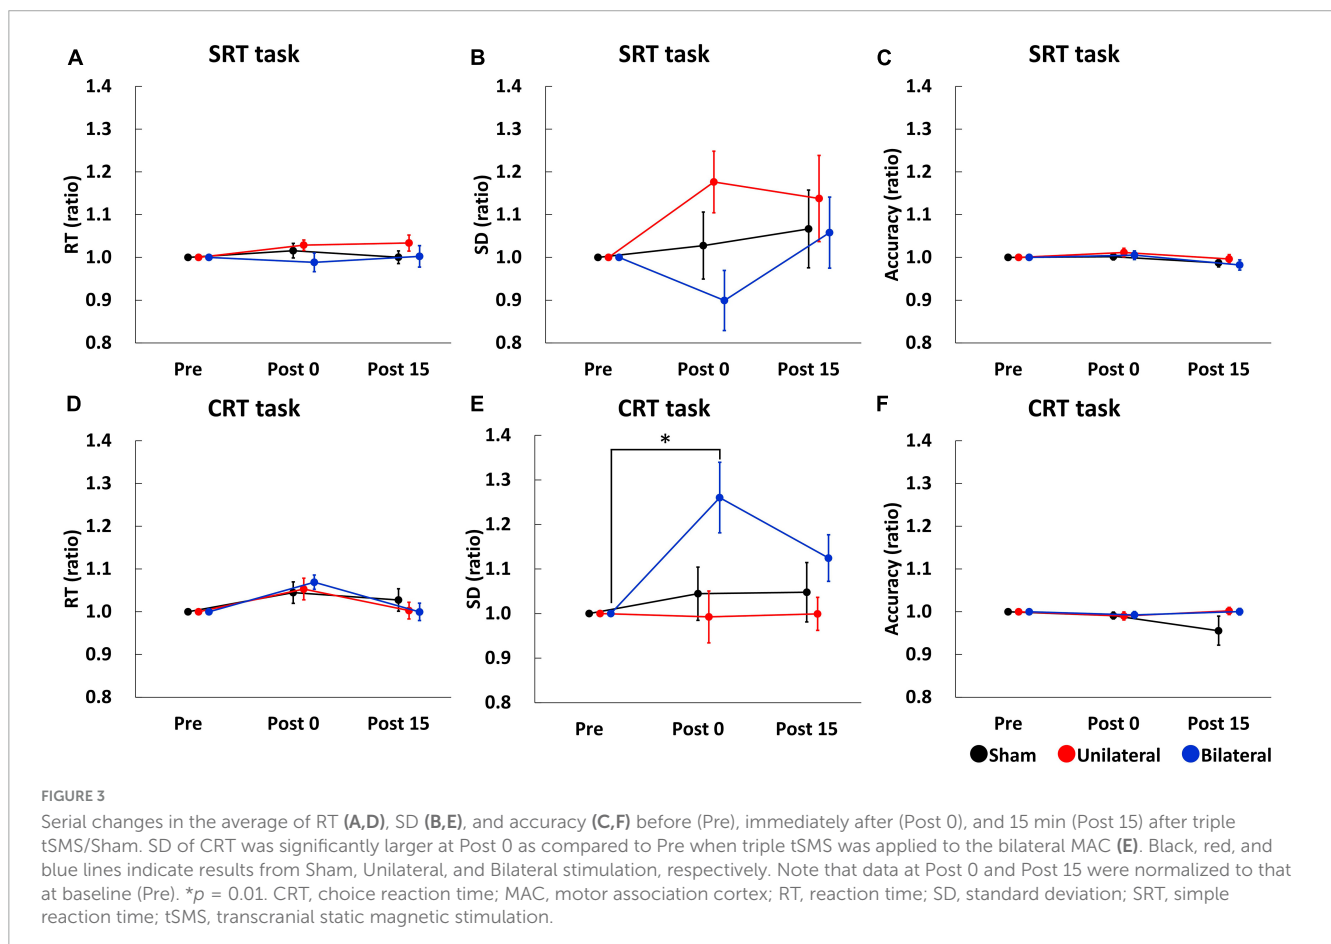 A
SRT task
1.4
1.3
1.2
1.1
1.0
0.9
0.8
RT (ratio)
Pre
Post 0
Post 15
B
SRT task
1.4
1.3
1.2
1.1
1.0
0.9
0.8
SD (ratio)
Pre
Post 0
Post 15
C
SRT task
1.4
1.3
1.2
1.1
1.0
0.9
0.8
Accuracy (ratio)
Pre
Post 0
Post 15
D
CRT task
1.4
1.3
1.2
1.1
1.0
0.9
0.8
RT (ratio)
Pre
Post 0
Post 15
E
CRT task
1.4
1.3
1.2
1.1
1.0
0.9
0.8
SD (ratio)
*
Pre
Post 0
Post 15
F
CRT task
1.4
1.3
1.2
1.1
1.0
0.9
0.8
Accuracy (ratio)
Pre
Post 0
Post 15
Sham Unilateral Bilateral
FIGURE 3
Serial changes in the average of RT (A,D), SD (B,E), and accuracy (C,F) before (Pre), immediately after (Post 0), and 15 min (Post 15) after triple
tSMS/Sham. SD of CRT was significantly larger at Post 0 as compared to Pre when triple tSMS was applied to the bilateral MAC (E). Black, red, and
blue lines indicate results from Sham, Unilateral, and Bilateral stimulation, respectively. Note that data at Post 0 and Post 15 were normalized to that
at baseline (Pre). *p = 0.01. CRT, choice reaction time; MAC, motor association cortex; RT, reaction time; SD, standard deviation; SRT, simple
reaction time; tSMS, transcranial static magnetic stimulation.